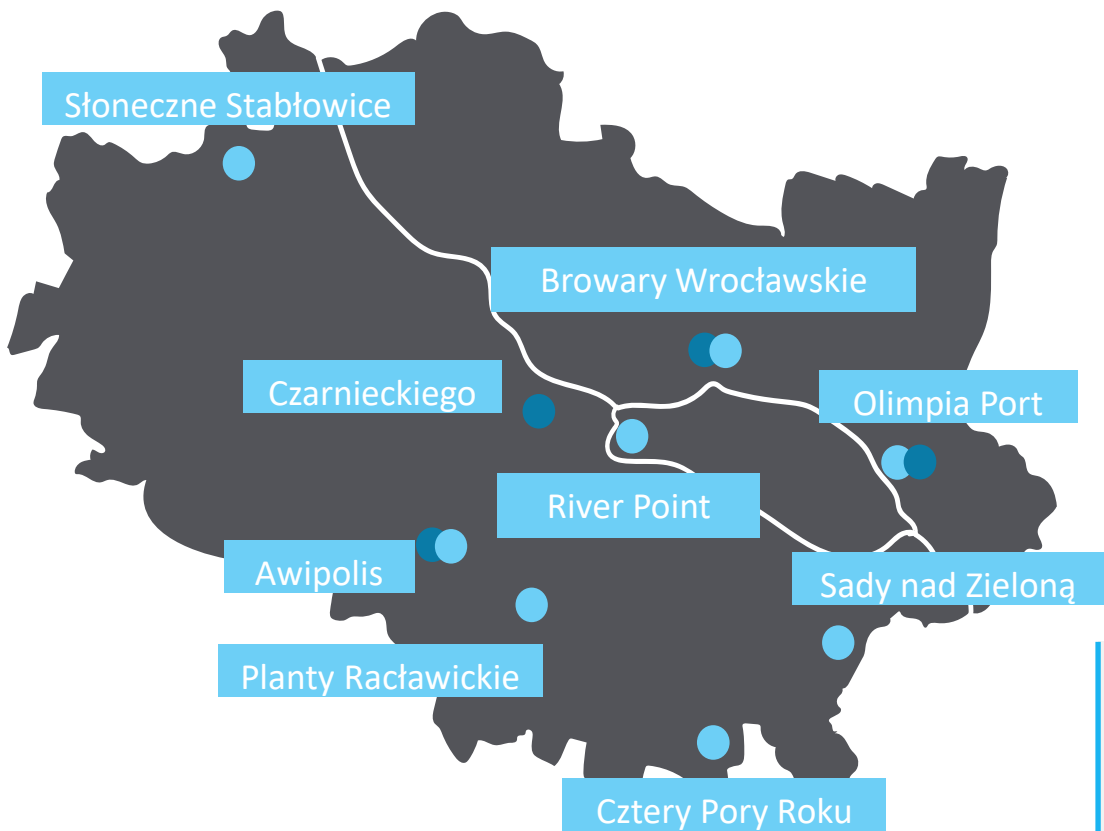 Słoneczne Stabłowice
Browary Wrocławskie
Czarnieckiego
Olimpia Port
River Point
Awipolis
Sady nad Zieloną
Planty Racławickie
Cztery Pory Roku